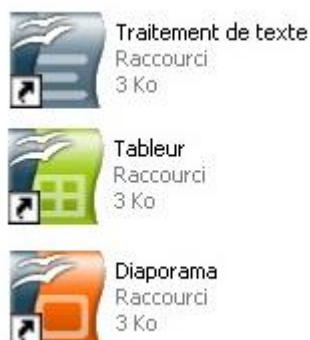 Traitement de texte
Raccourci
3 Ko
Tableur
Raccourci
3 Ko
Diaporama
Raccourci
3 Ko